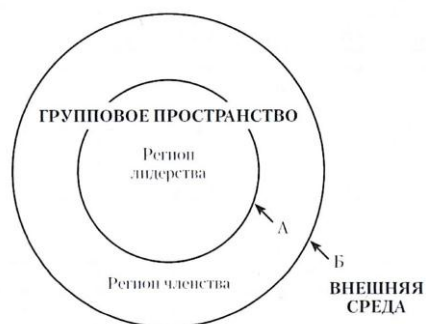 ГРУППОВОЕ ПРОСТРАНСТВО
Регион
лидерства
А
Б
Регион членства
ВНЕШНЯЯ
СРЕДА